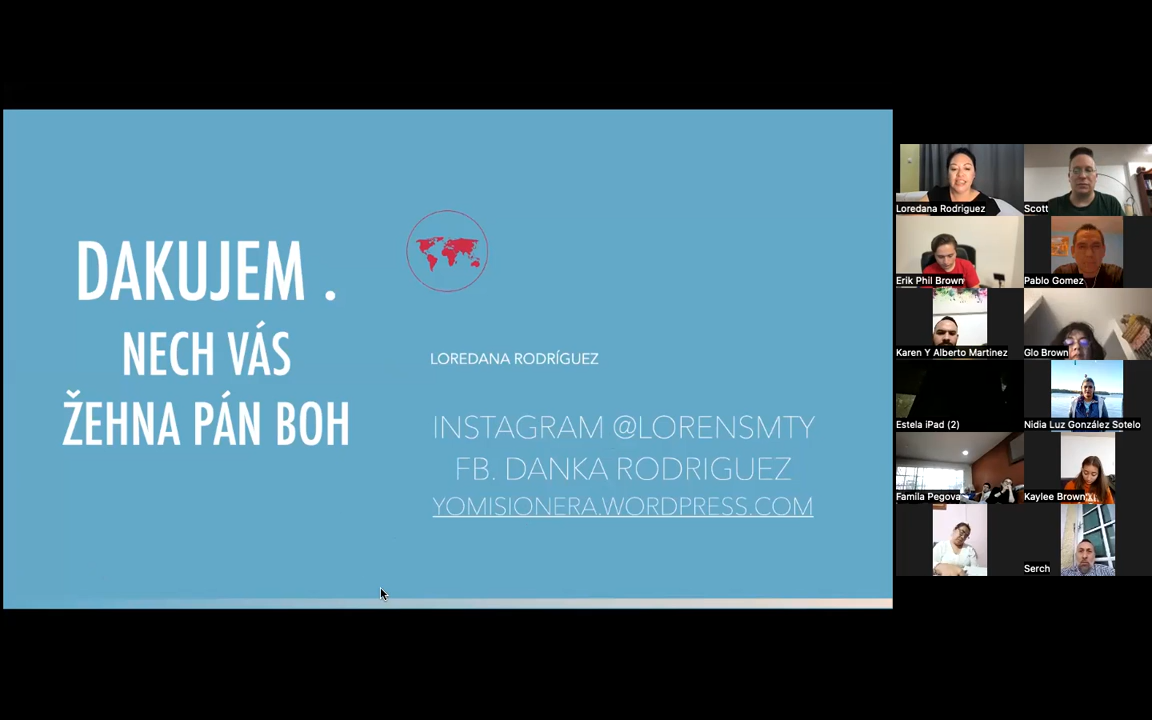 DAKUJEM .
NECH VÁS
ŽEHNA PÁN BOH
LOREDANA RODRÍGUEZ
INSTAGRAM @LORENSMTY
FB. DANKA RODRIGUEZ
YOMISIONERA.WORDPRESS.COM
Loredana Rodriguez
Scott
Erik Phil Brown
Pablo Gomez
Karen Y Alberto Martinez
Glo Brown
Estela iPad (2)
Nidia Luz González Sotelo
Famila Pegova
Kaylee Brown
Serch